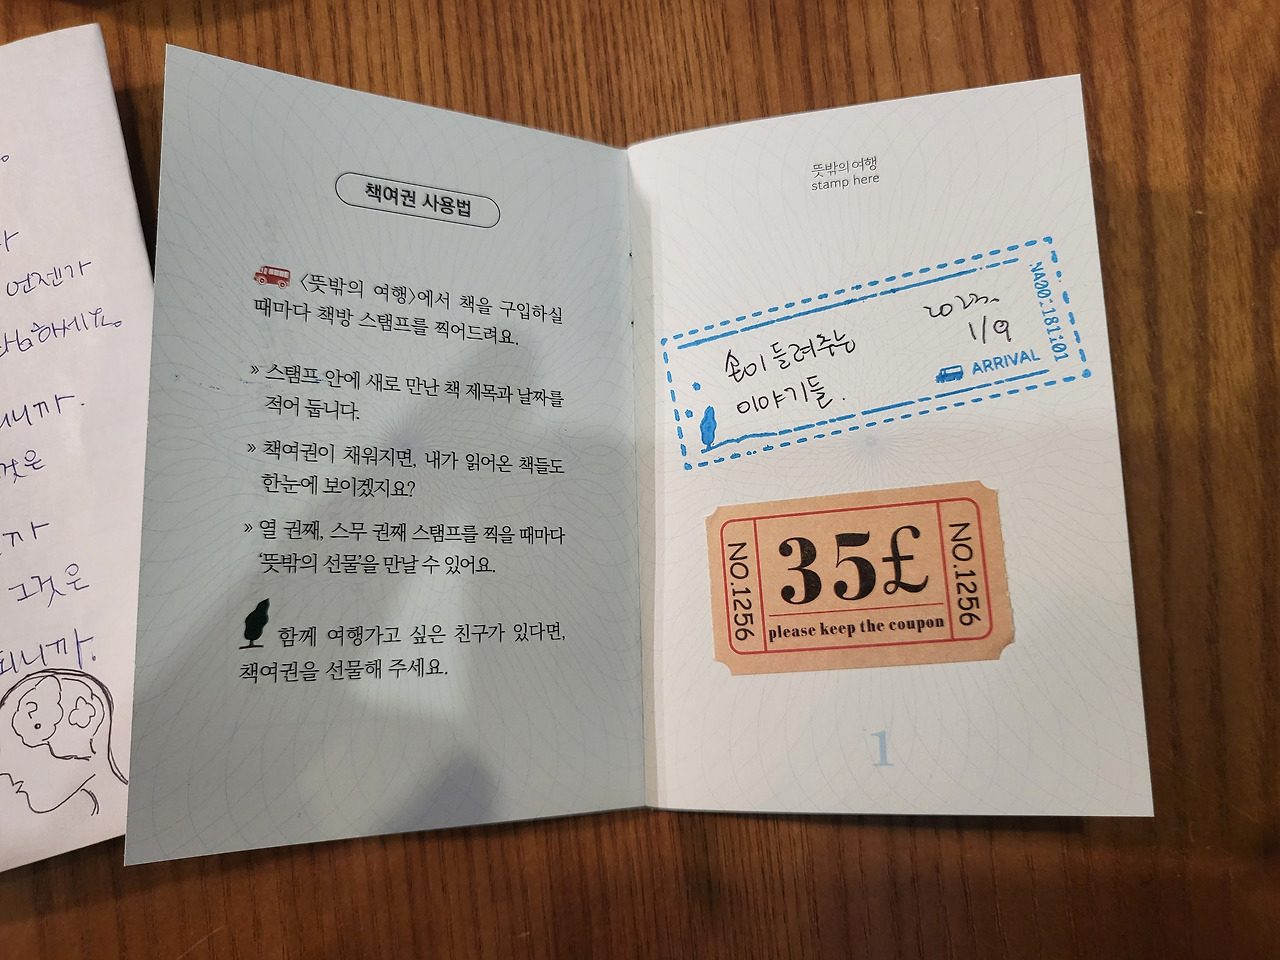 언젠가
그것은
책여권 사용법
〈뜻밖의 여행〉에서 책을 구입하실
때마다 책방 스탬프를 찍어드려요.
» 스탬프 안에 새로 만난 책 제목과 날짜를
적어 둡니다.
» 책여권이 채워지면, 내가 읽어온 책들도
한눈에 보이겠지요?
» 열 권째, 스무 권째 스탬프를 찍을 때마다
‘뜻밖의 선물’을 만날 수 있어요.
함께 여행가고 싶은 친구가 있다면,
책여권을 선물해 주세요.
뜻밖의 여행
stamp here
손이 들려주는
이야기들.
2023.
1/9
ARRIVAL
NO.1256
35£
please keep the coupon
NO.1256
1